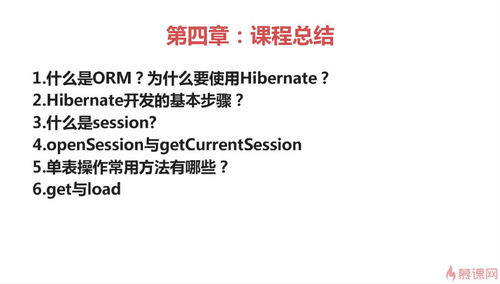 第四章：课程总结
1.什么是ORM？为什么要使用Hibernate？
2.Hibernate开发的基本步骤？
3.什么是session?
4.openSession与getCurrentSession
5.单表操作常用方法有哪些？
6.get与load
慕课网